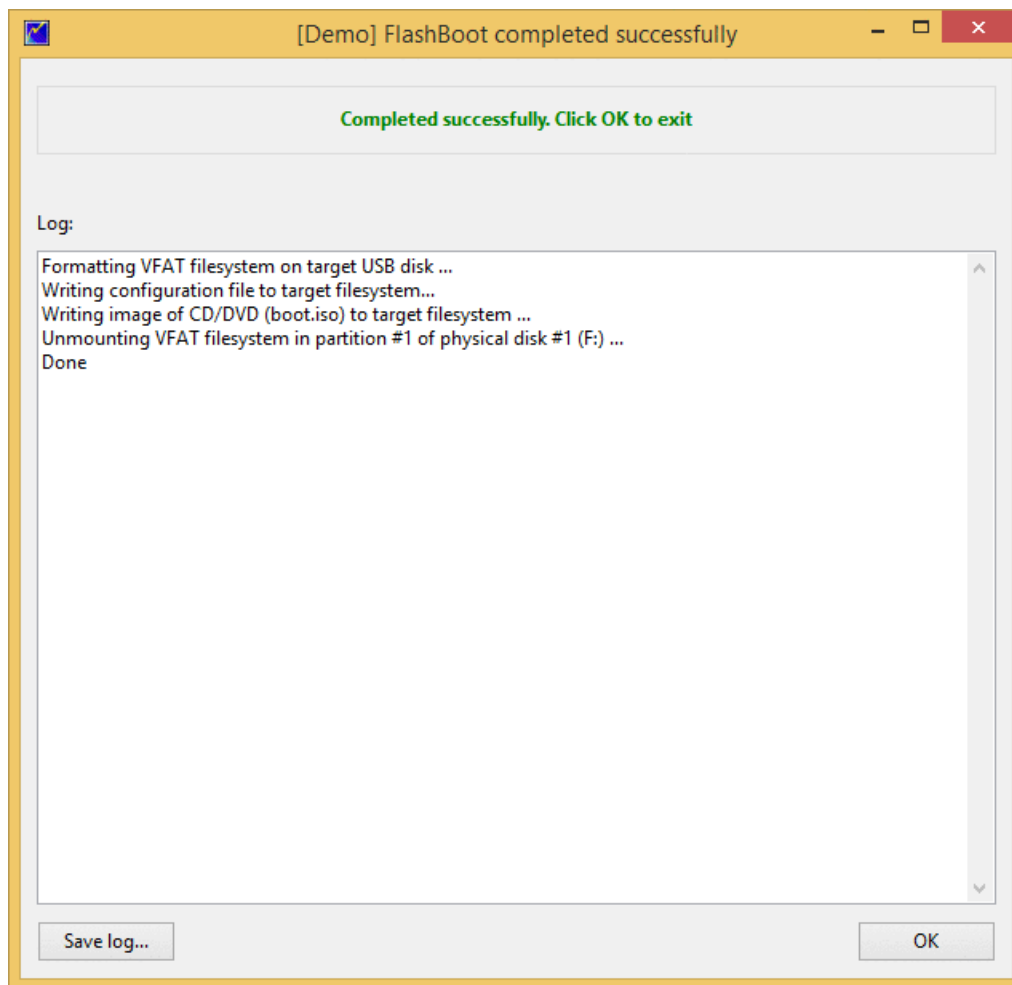 [Demo] FlashBoot completed successfully
Completed successfully. Click OK to exit
Log:
Formatting VFAT filesystem on target USB disk ...
Writing configuration file to target filesystem...
Writing image of CD/DVD (boot.iso) to target filesystem ...
Unmounting VFAT filesystem in partition #1 of physical disk #1 (F:) ...
Done
Save log...
OK